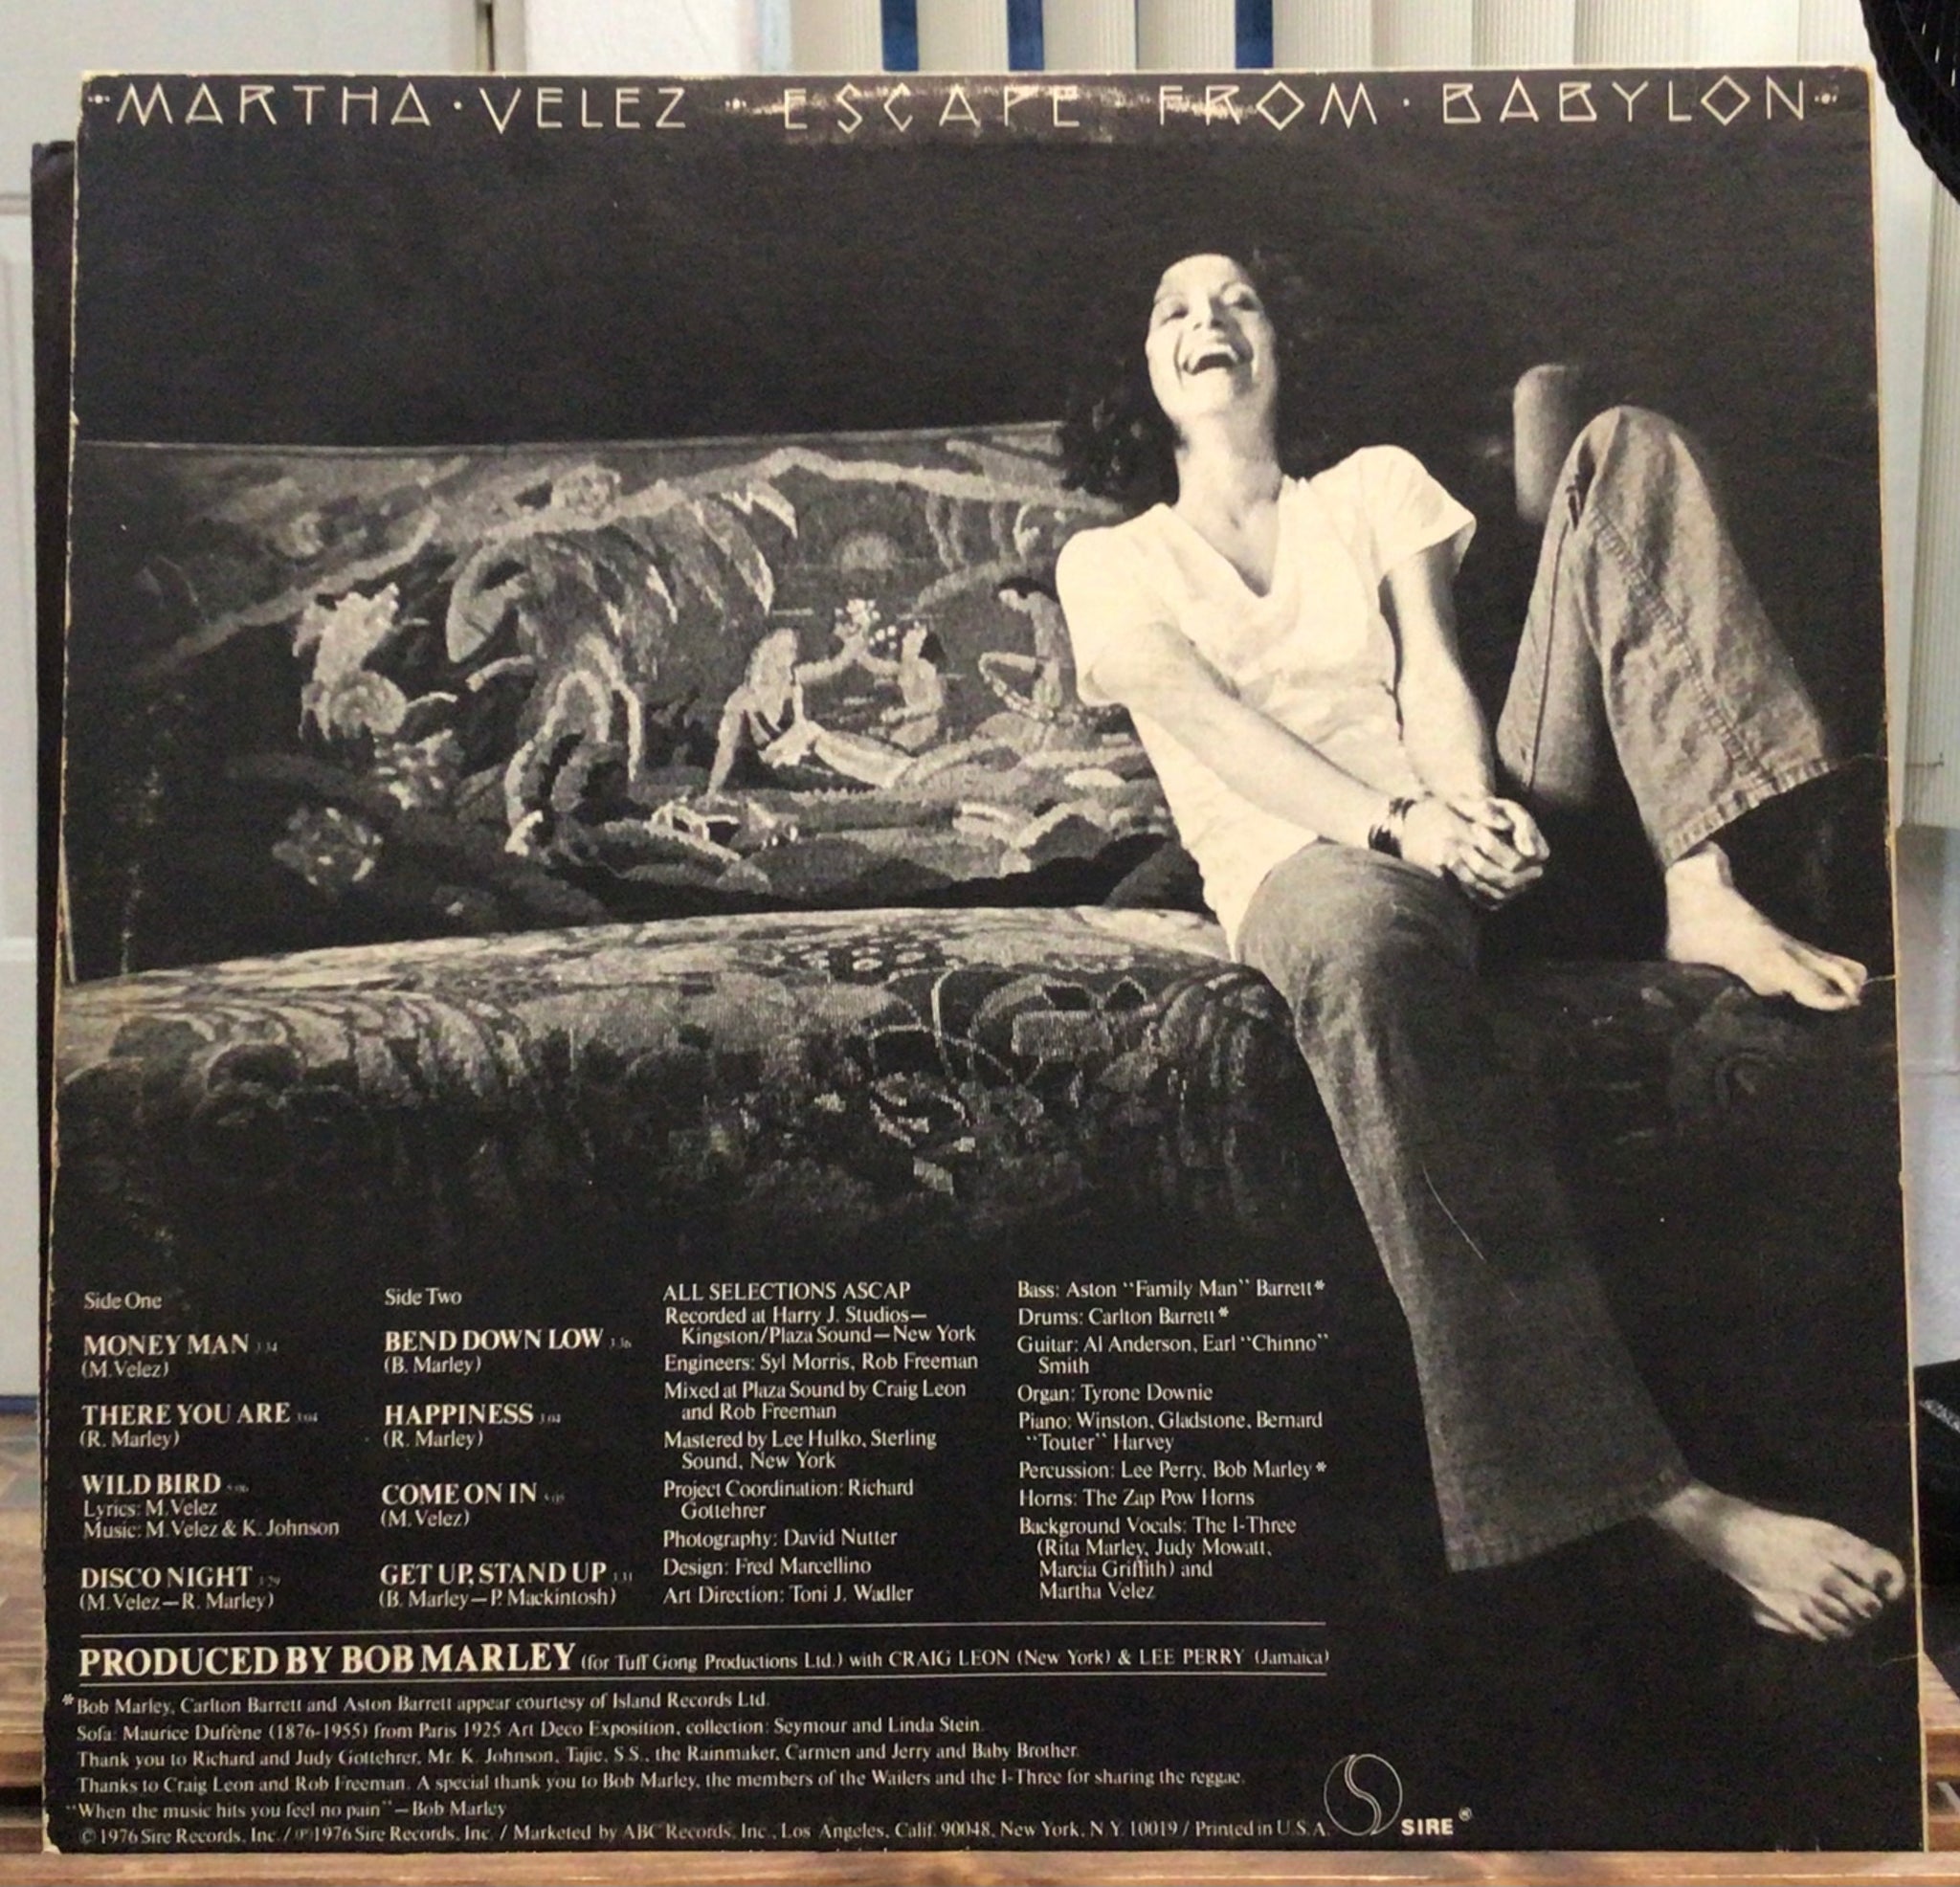 MARTHA · VELEZ ESCAPE FROM · BABYLON
Side One
MONEY MAN 3:34
(M. Velez)
THERE YOU ARE 3:04
(R. Marley)
WILD BIRD
Lyrics: M. Velez
Music: M. Velez & K. Johnson
DISCO NIGHT 3:29
(M. Velez—R. Marley)
Side Two
BEND DOWN LOW 3:36
(B. Marley)
HAPPINESS 3:04
(R. Marley)
COME ON IN
(M. Velez)
GET UP, STAND UP 3:31
(B. Marley—P. Mackintosh)
ALL SELECTIONS ASCAP
Recorded at Harry J. Studios—
Kingston/Plaza Sound—New York
Engineers: Syl Morris, Rob Freeman
Mixed at Plaza Sound by Craig Leon
and Rob Freeman
Mastered by Lee Hulko, Sterling
Sound, New York
Project Coordination: Richard
Gottehrer
Photography: David Nutter
Design: Fred Marcellino
Art Direction: Toni J. Wadler
Bass: Aston "Family Man" Barrett*
Drums: Carlton Barrett*
Guitar: Al Anderson, Earl "Chinno"
Smith
Organ: Tyrone Downie
Piano: Winston, Gladstone, Bernard
"Touter" Harvey
Percussion: Lee Perry, Bob Marley*
Horns: The Zap Pow Horns
Background Vocals: The I-Three
(Rita Marley, Judy Mowatt,
Marcia Griffith) and
Martha Velez
PRODUCED BY BOB MARLEY (for Tuff Gong Productions Ltd.) with CRAIG LEON (New York) & LEE PERRY (Jamaica)
*Bob Marley, Carlton Barrett and Aston Barrett appear courtesy of Island Records Ltd.
Sofa: Maurice Dufrène (1876-1955) from Paris 1925 Art Deco Exposition, collection: Seymour and Linda Stein.
Thank you to Richard and Judy Gottehrer, Mr. K. Johnson, Tajie, S.S., the Rainmaker, Carmen and Jerry and Baby Brother.
Thanks to Craig Leon and Rob Freeman. A special thank you to Bob Marley, the members of the Wailers and the I-Three for sharing the reggae.
"When the music hits you feel no pain"—Bob Marley
© 1976 Sire Records, Inc. / ℗ 1976 Sire Records, Inc. / Marketed by ABC Records, Inc., Los Angeles, Calif. 90048, New York, N.Y. 10019 / Printed in U.S.A.
SIRE ®